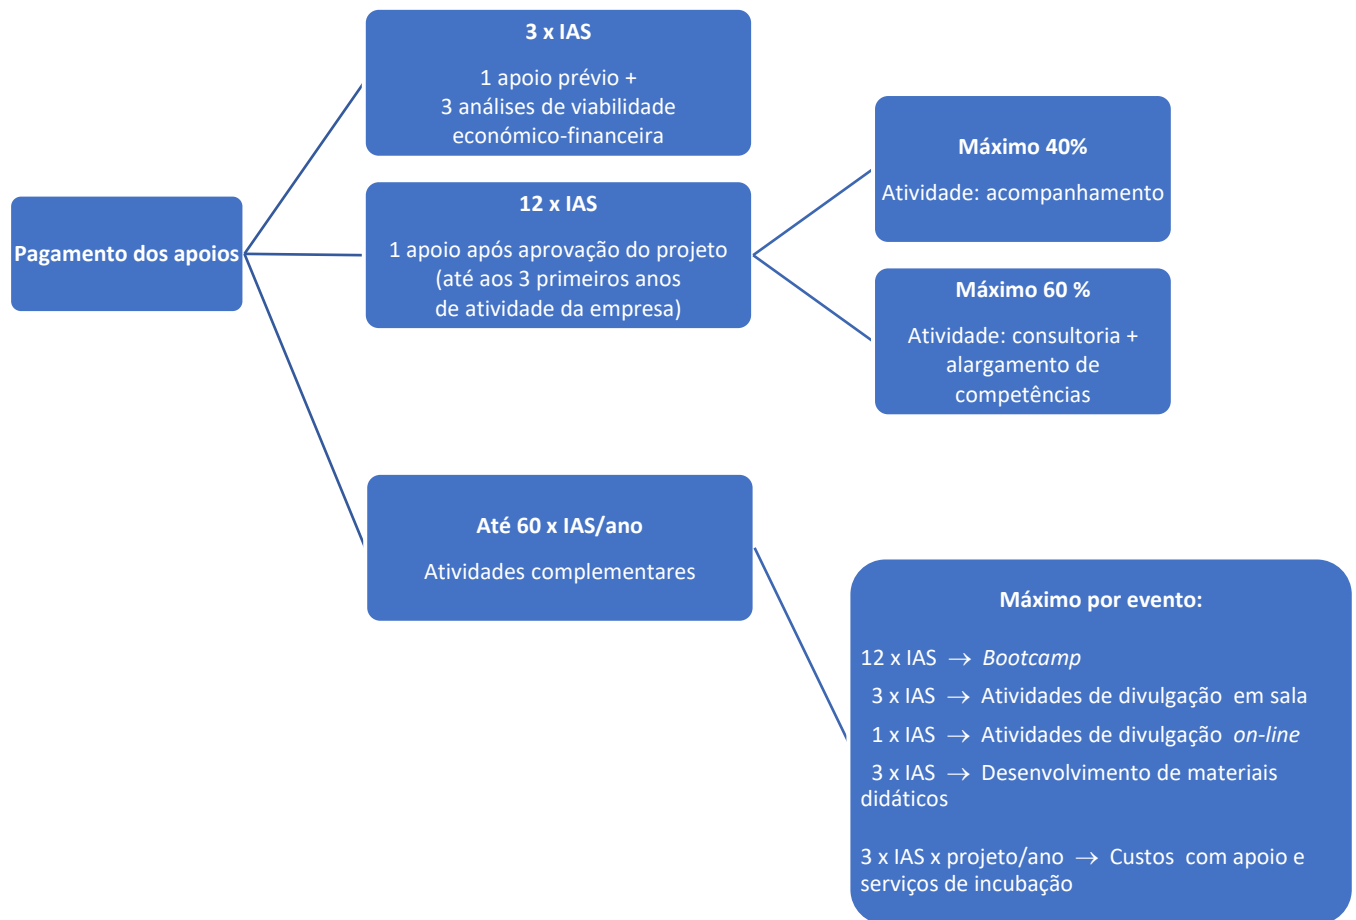 Pagamento dos apoios
3 x IAS
1 apoio prévio +
3 análises de viabilidade
económico-financeira
12 x IAS
1 apoio após aprovação do projeto
(até aos 3 primeiros anos
de atividade da empresa)
Máximo 40%
Atividade: acompanhamento
Máximo 60 %
Atividade: consultoria +
alargamento de
competências
Até 60 x IAS/ano
Atividades complementares
Máximo por evento:
12 x IAS → Bootcamp
3 x IAS → Atividades de divulgação em sala
1 x IAS → Atividades de divulgação on-line
3 x IAS → Desenvolvimento de materiais
didáticos
3 x IAS x projeto/ano → Custos com apoio e
serviços de incubação